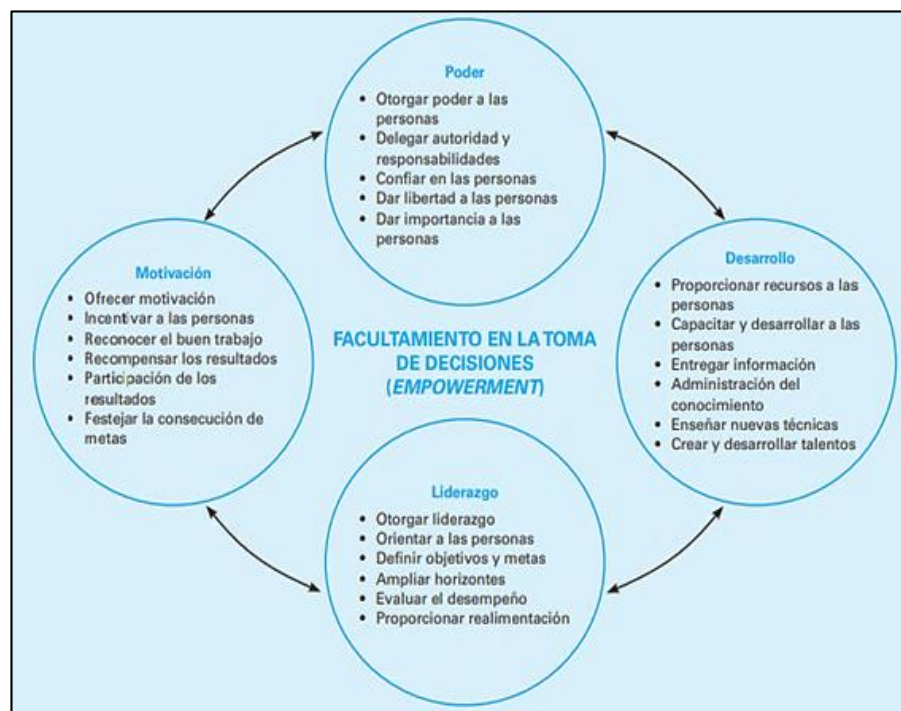 Poder
• Otorgar poder a las
personas
• Delegar autoridad y
responsabilidades
• Confiar en las personas
• Dar libertad a las personas
• Dar importancia a las
personas
Motivación
• Ofrecer motivación
• Incentivar a las personas
• Reconocer el buen trabajo
• Recompensar los resultados
• Participación de los
resultados
• Festejar la consecución de
metas
FACULTAMIENTO EN LA TOMA
DE DECISIONES
(EMPOWERMENT)
Desarrollo
• Proporcionar recursos a las
personas
• Capacitar y desarrollar a las
personas
• Entregar información
• Administración del
conocimiento
• Enseñar nuevas técnicas
• Crear y desarrollar talentos
Liderazgo
• Otorgar liderazgo
• Orientar a las personas
• Definir objetivos y metas
• Ampliar horizontes
• Evaluar el desempeño
• Proporcionar realimentación